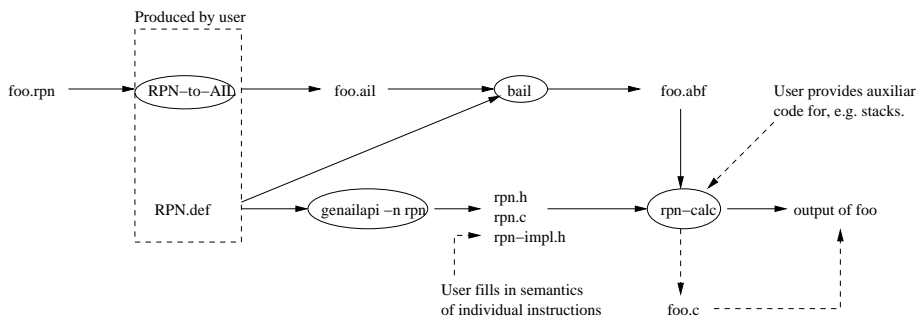 Produced by user
foo.rpn
RPN−to−AIL
foo.ail
bail
foo.abf
User provides auxiliar
code for, e.g. stacks.
RPN.def
genailapi −n rpn
rpn.h
rpn.c
rpn−impl.h
rpn−calc
output of foo
User fills in semantics
of individual instructions
foo.c